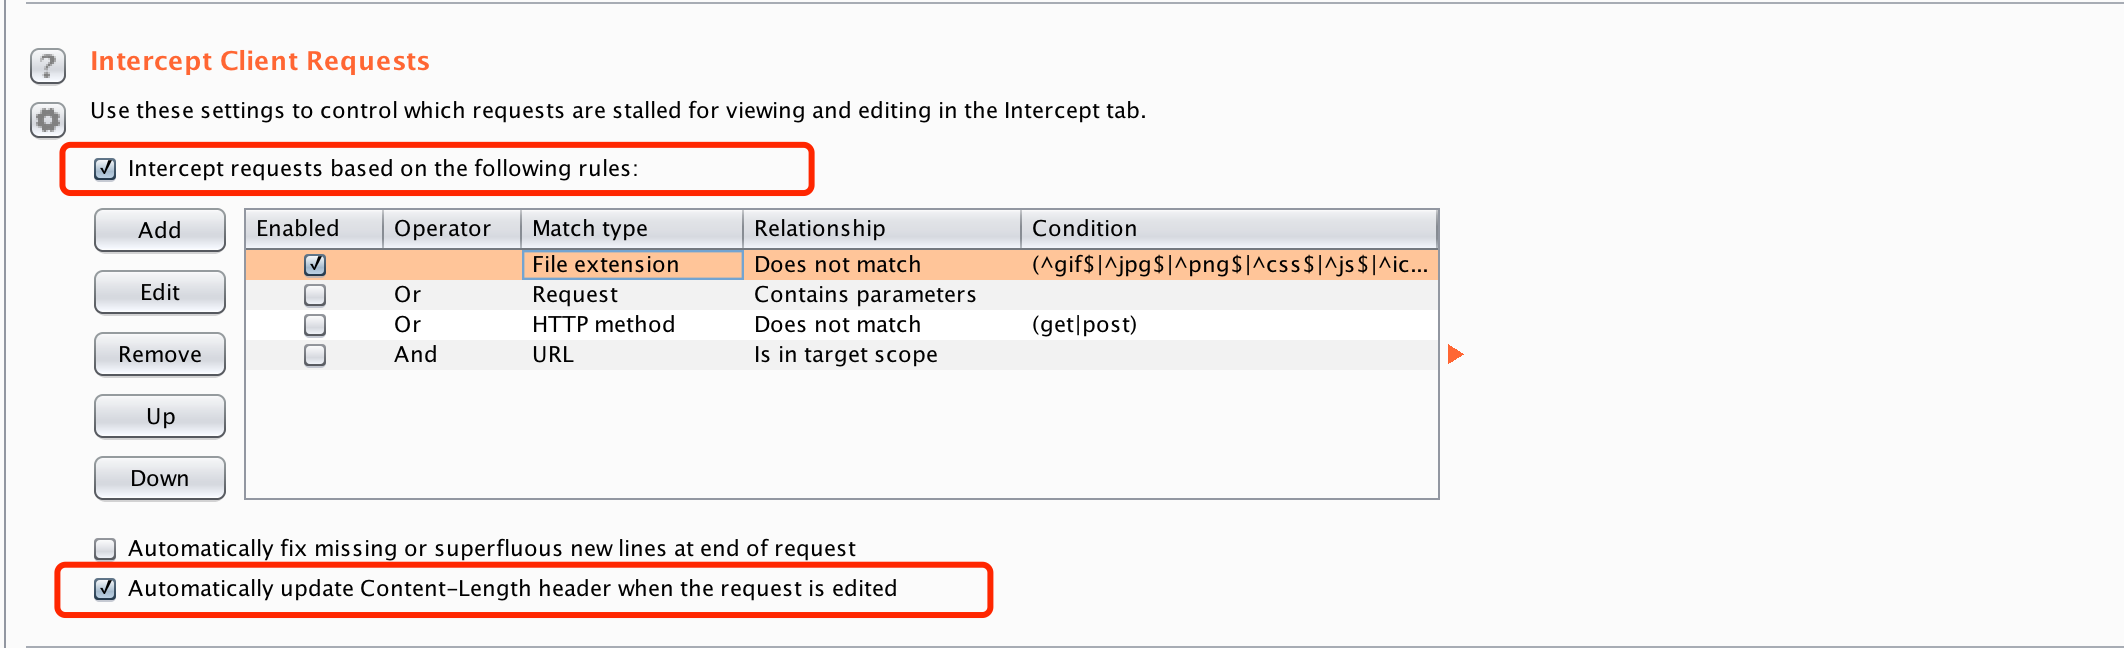 ?
Intercept Client Requests
Use these settings to control which requests are stalled for viewing and editing in the Intercept tab.
Intercept requests based on the following rules:
Add
Edit
Remove
Up
Down
Enabled Operator Match type Relationship Condition
File extension Does not match (^gif$|^jpg$|^png$|^css$|^js$|^ic...
Or Request Contains parameters
Or HTTP method Does not match (get|post)
And URL Is in target scope
Automatically fix missing or superfluous new lines at end of request
Automatically update Content-Length header when the request is edited